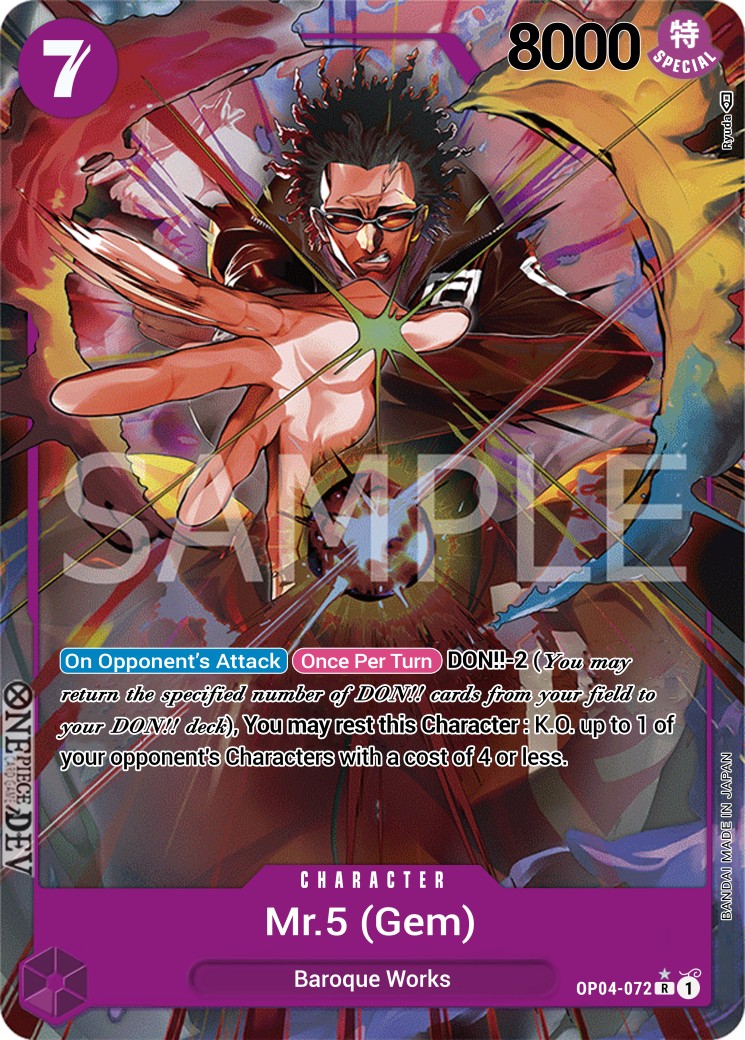 7
8000
特
SPECIAL
Ryuda
SAMPLE
On Opponent's Attack Once Per Turn DON!!-2 (You may
return the specified number of DON!! cards from your field to
your DON!! deck), You may rest this Character : K.O. up to 1 of
your opponent's Characters with a cost of 4 or less.
ONE PIECE DEV
BANDAI MADE IN JAPAN
CHARACTER
Mr.5 (Gem)
Baroque Works
OP04-072 R 1